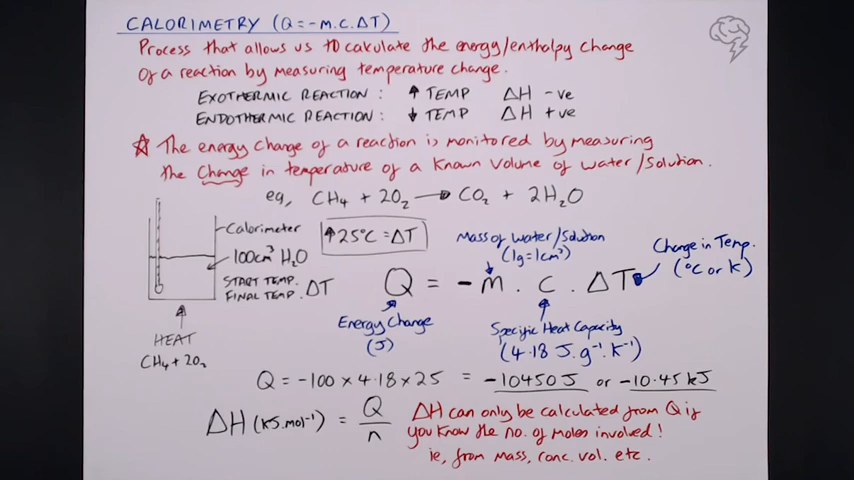 CALORIMETRY (Q=-M.C.ΔT)
Process that allows us to calculate the energy/enthalpy change
of a reaction by measuring temperature change.
EXOTHERMIC REACTION : ↑ TEMP ΔH -ve
ENDOTHERMIC REACTION : ↓ TEMP ΔH +ve
☆ The energy change of a reaction is monitored by measuring
the Change in temperature of a known volume of water/solution.
eg, CH₄ + 2O₂ → CO₂ + 2H₂O
Calorimeter
100cm³ H₂O
START TEMP.
FINAL TEMP. ΔT
HEAT
CH₄ + 2O₂
↑25°C = ΔT
Mass of water/Solution
(1g=1cm³)
Change in Temp.
(°C or K)
Q = -m . c . ΔT
Energy Change
(J)
Specific Heat Capacity
(4.18 J.g⁻¹.K⁻¹)
Q = -100 × 4.18 × 25 = -10450 J or -10.45 kJ
ΔH (kJ.mol⁻¹) = Q
n
ΔH can only be calculated from Q if
you know the no. of moles involved!
ie, from mass, conc. vol. etc.